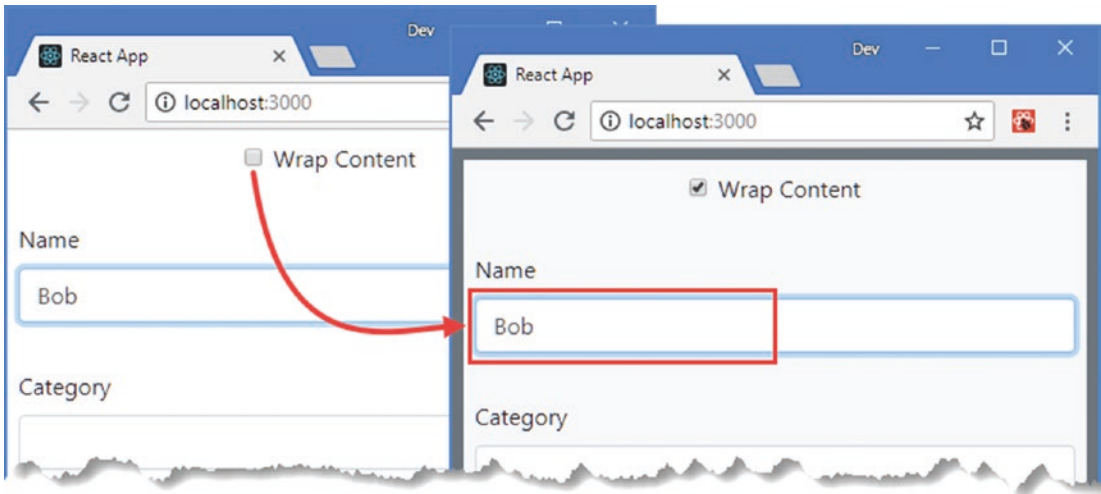 Dev
React App
localhost:3000
Wrap Content
Name
Bob
Category
Dev
React App
localhost:3000
Wrap Content
Name
Bob
Category